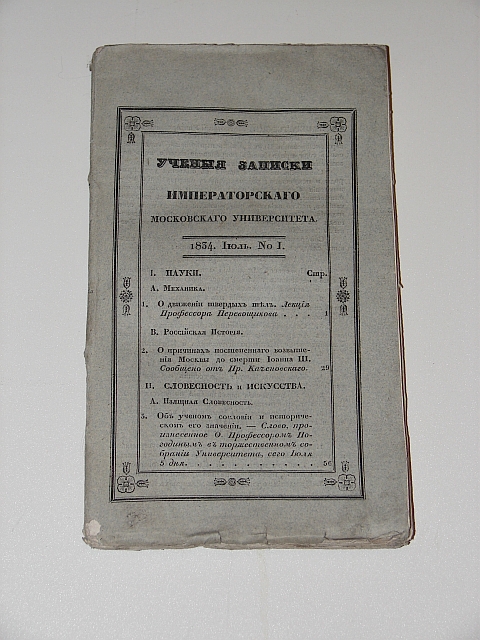 УЧЕНЫЯ ЗАПИСКИ
ИМПЕРАТОРСКАГО
МОСКОВСКАГО УНИВЕРСИТЕТА.
1834. Іюль. No I.
I. НАУКИ. Стр.
А. Механика.
1. О движеніи твердыхъ тѣлъ. Лекція
Профессора Перевощикова . . . 1
В. Россійская Исторія.
2. О причинахъ постепеннаго возвыше-
нія Москвы до смерти Іоанна III.
Сообщено отъ Пр. Каченовскаго. 29
II. СЛОВЕСНОСТЬ и ИСКУССТВА.
А. Изящная Словесность.
3. Объ ученомъ сословіи и историче-
скомъ его значеніи. — Слово, про-
изнесенное О. Профессоромъ По-
годинымъ въ торжественномъ со-
браніи Университета, сего Іюля
5 дня. . . . . . . . . . . . 56